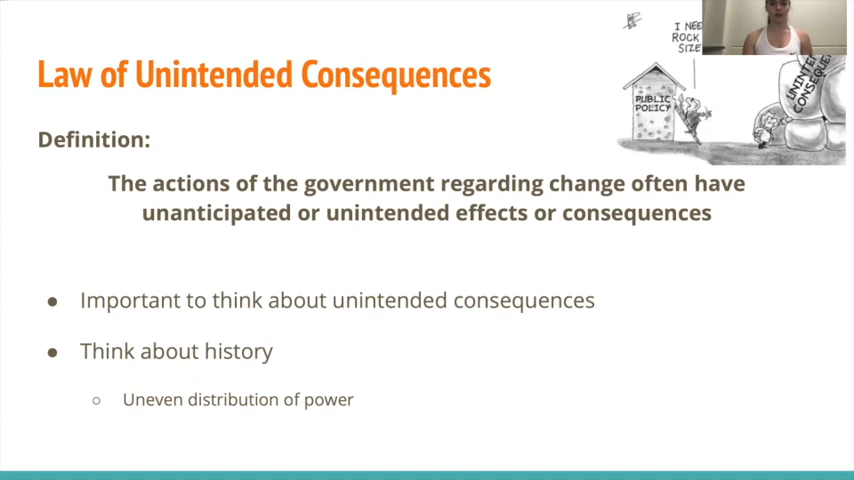 Law of Unintended Consequences
I NEE
ROCK
SIZE
PUBLIC
POLICY
UNINTEN
CONSEQUENC
Definition:
The actions of the government regarding change often have
unanticipated or unintended effects or consequences
● Important to think about unintended consequences
● Think about history
○ Uneven distribution of power